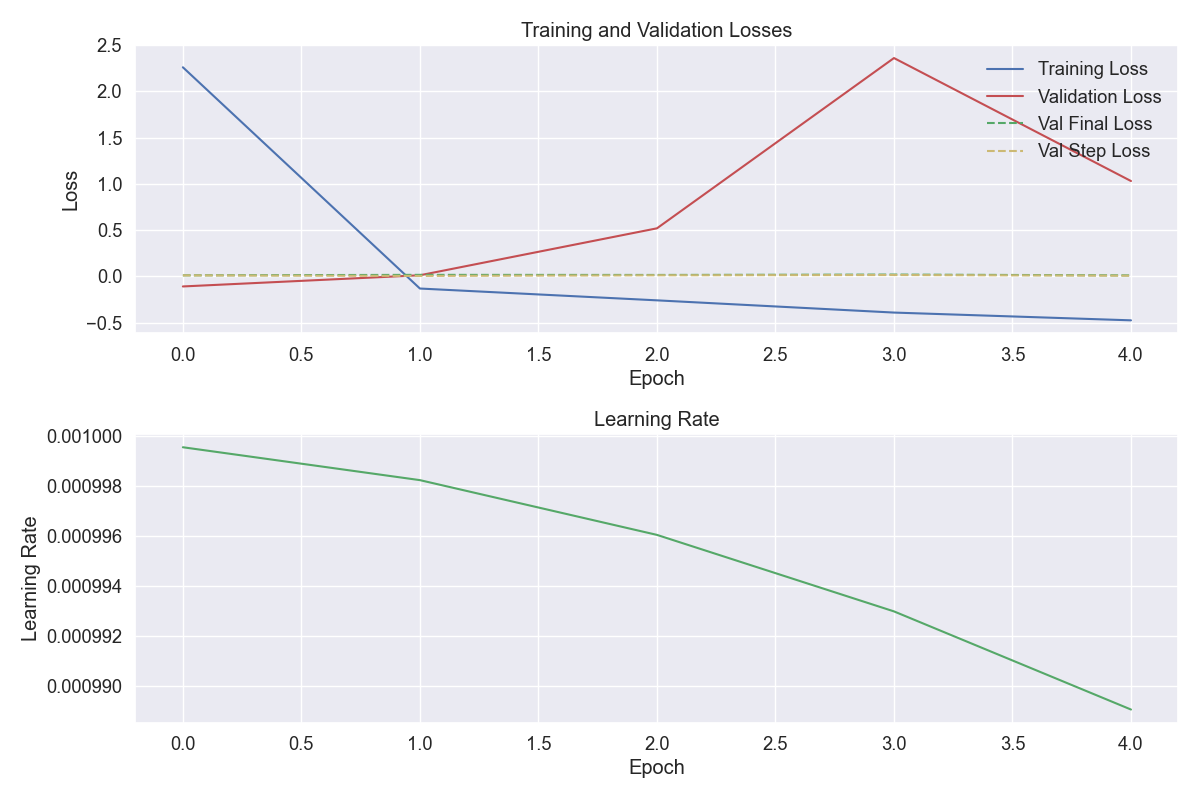 Training and Validation Losses
2.5
2.0
1.5
1.0
0.5
0.0
−0.5
Loss
Training Loss
Validation Loss
Val Final Loss
Val Step Loss
0.0 0.5 1.0 1.5 2.0 2.5 3.0 3.5 4.0
Epoch
Learning Rate
0.001000
0.000998
0.000996
0.000994
0.000992
0.000990
Learning Rate
0.0 0.5 1.0 1.5 2.0 2.5 3.0 3.5 4.0
Epoch